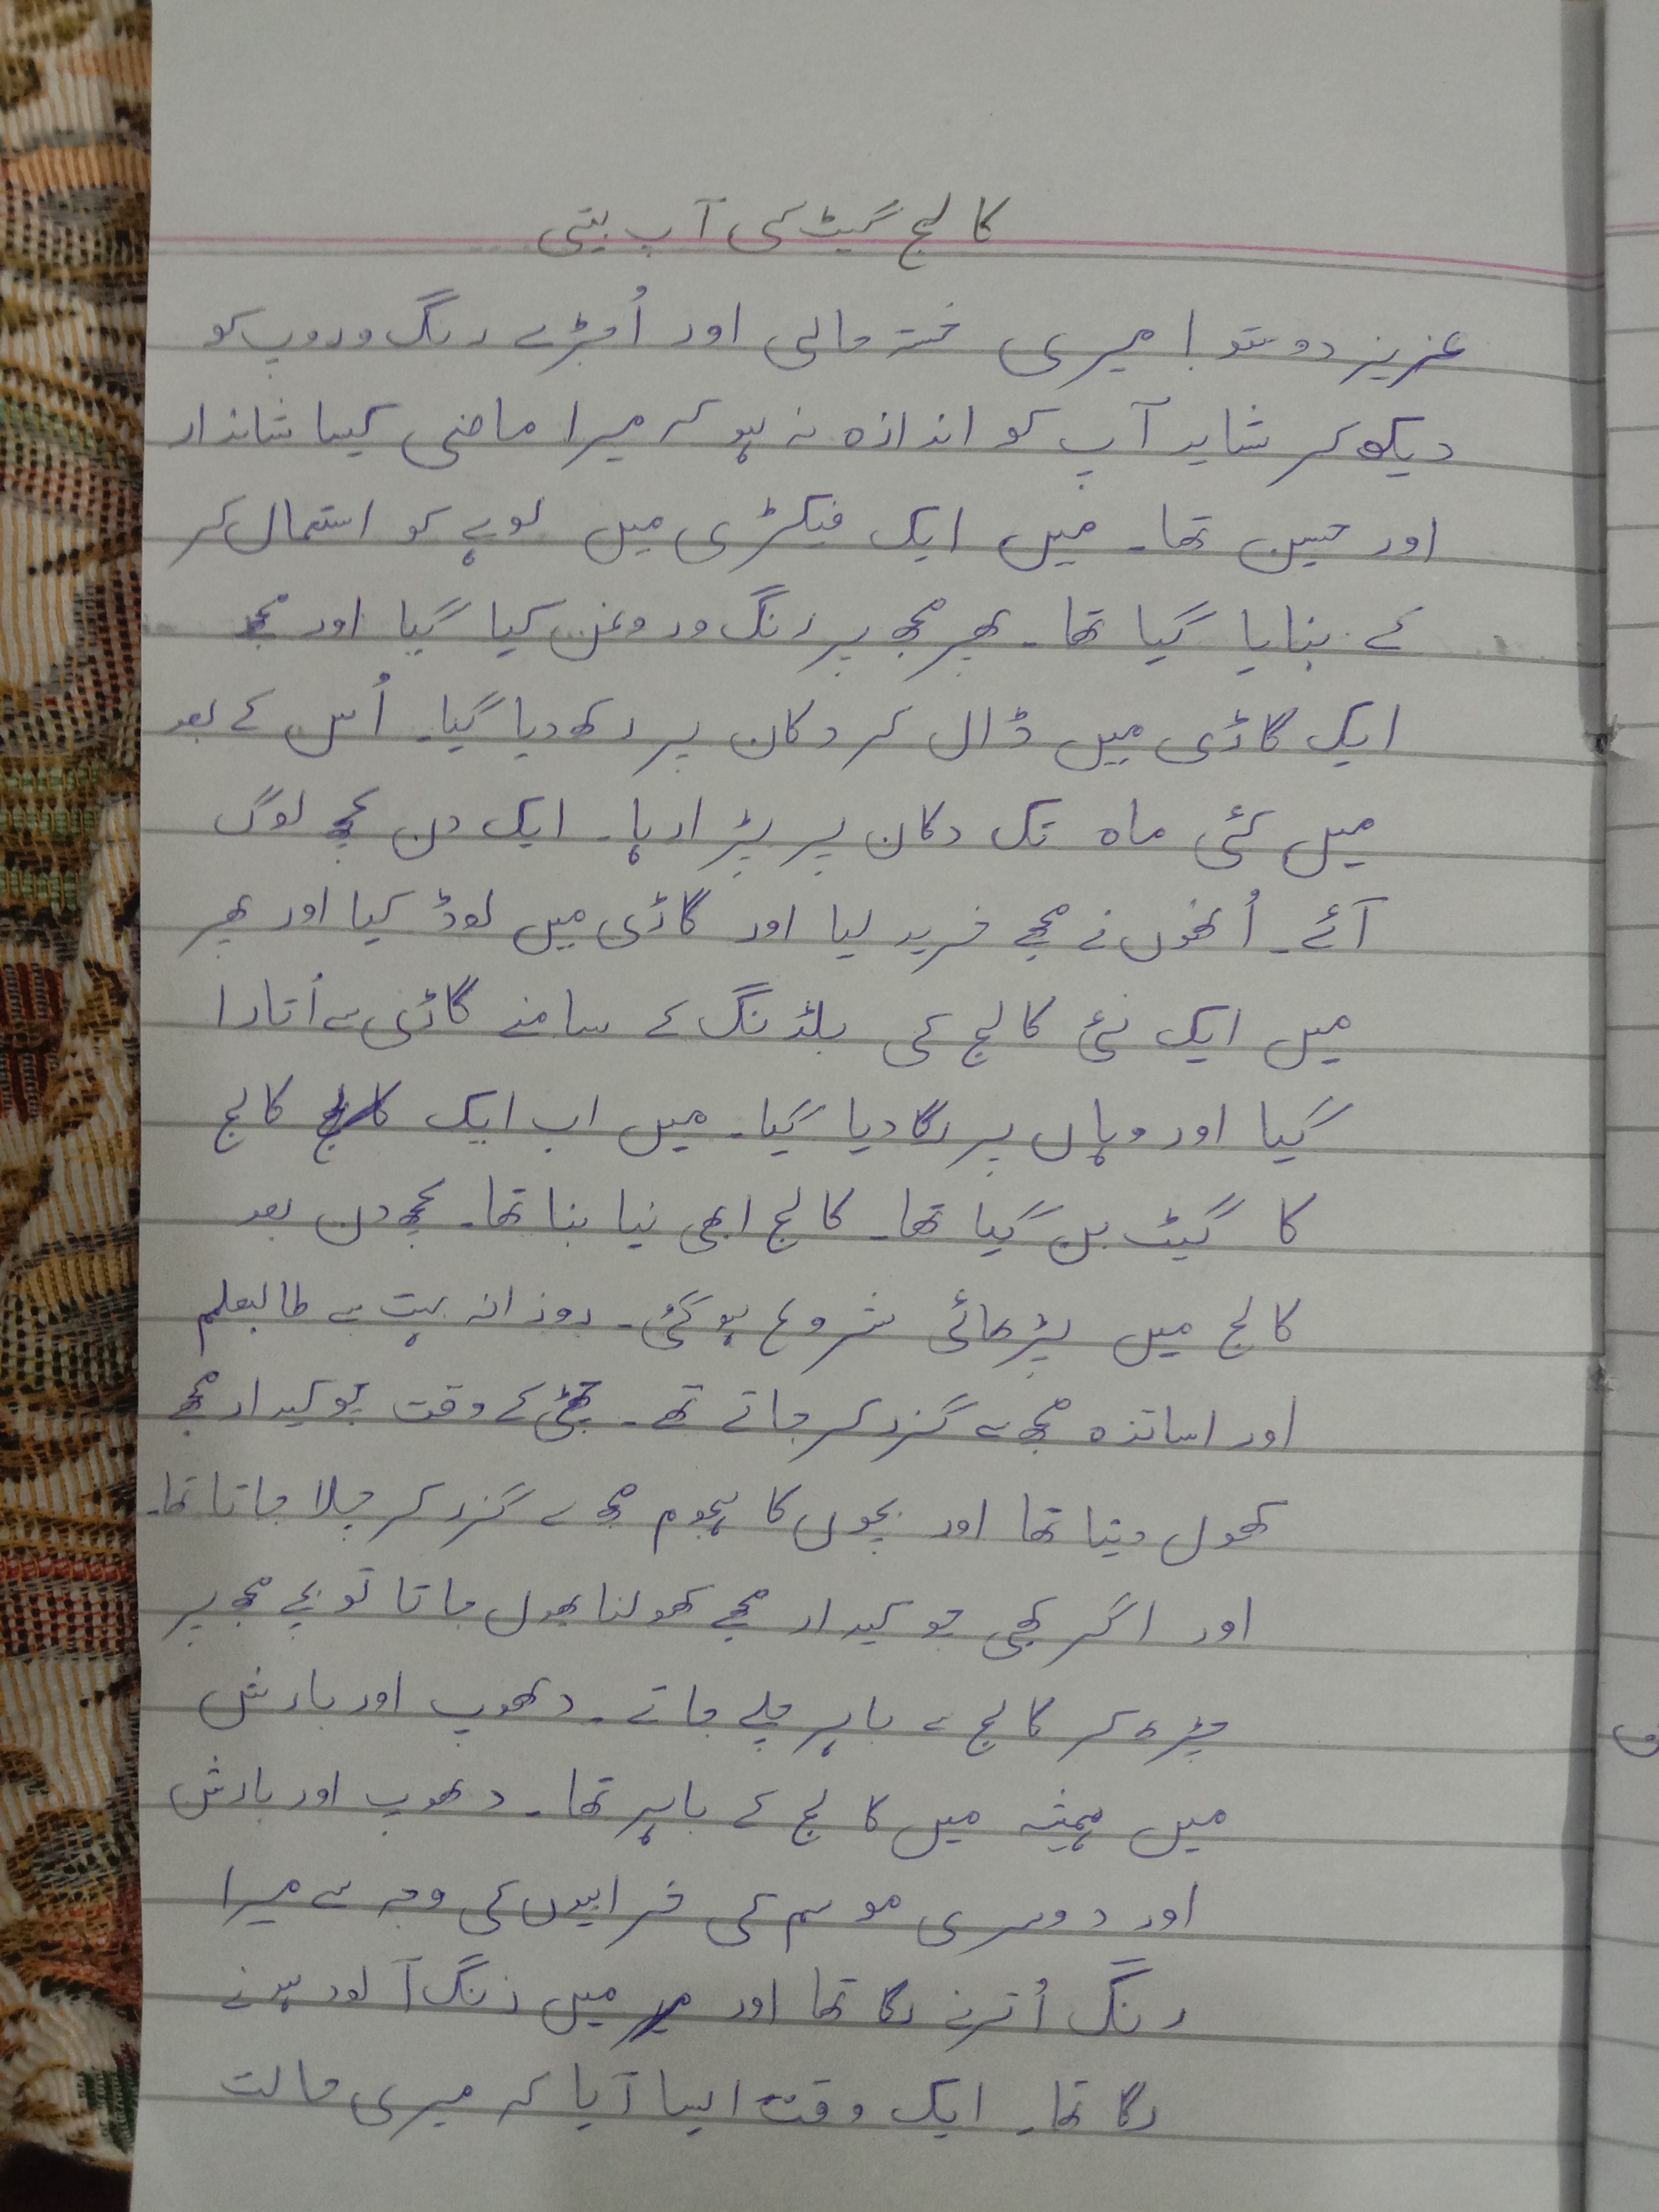 کالج گیٹ کی آپ بیتی
عزیز دوستو! میری خستہ حالی اور اُجڑے رنگ وروپ کو
دیکھ کر شاید آپ کو اندازہ نہ ہو کہ میرا ماضی کیسا شاندار
اور حسین تھا۔ میں ایک فیکڑی میں لوہے کو استعمال کر
کے بنایا گیا تھا۔ پھر مجھ پر رنگ وروغن کیا گیا اور مجھے
ایک گاڑی میں ڈال کر دکان پر رکھ دیا گیا۔ اُس کے بعد
میں کئی ماہ تک دکان پر پڑا رہا۔ ایک دن کچھ لوگ
آئے۔ اُنھوں نے مجھے خرید لیا اور گاڑی میں لوڈ کیا اور پھر
میں ایک نئی کالج کی بلڈنگ کے سامنے گاڑی سے اُتارا
گیا اور وہاں پر لگا دیا گیا۔ میں اب ایک کالج
کا گیٹ بن گیا تھا۔ کالج ابھی نیا بنا تھا۔ کچھ دن بعد
کالج میں پڑھائی شروع ہو گئی۔ روزانہ بہت سے طالبعلم
اور اساتذہ مجھ سے گزر کر جاتے تھے۔ چھٹی کے وقت چوکیدار مجھے
کھول دیتا تھا اور بچوں کا ہجوم مجھ سے گزر کر چلا جاتا تھا۔
اور اگر کبھی چوکیدار مجھے کھولنا بھول جاتا تو بچے مجھ پر
چڑھ کر کالج سے باہر چلے جاتے۔ دھوپ اور بارش
میں ہمیشہ میں کالج کے باہر تھا۔ دھوپ اور بارش
اور دوسری موسم کی خرابیوں کی وجہ سے میرا
رنگ اُترنے لگا تھا اور میں زنگ آلود ہونے
لگا تھا۔ ایک وقت ایسا آیا کہ میری حالت